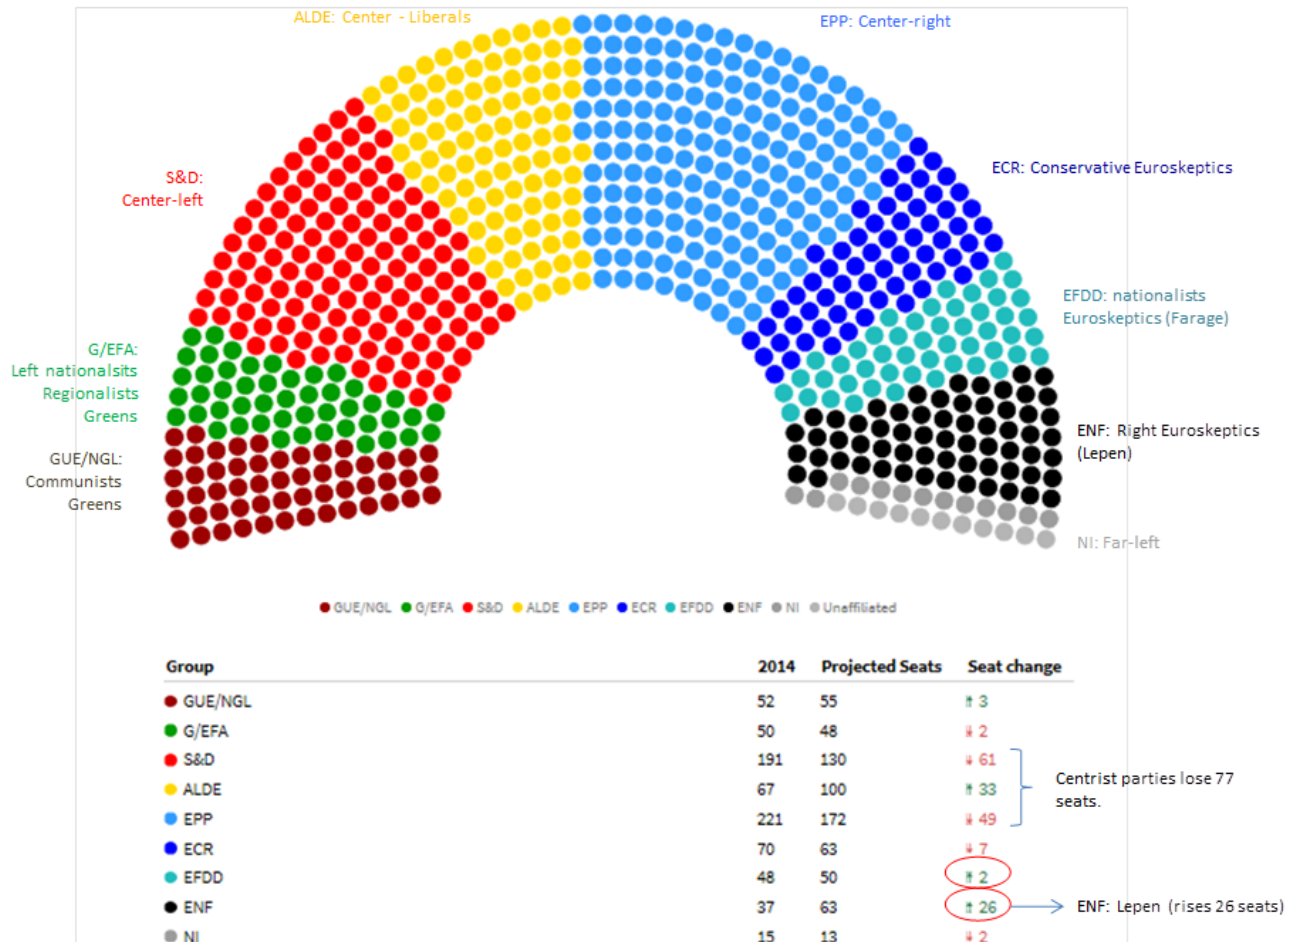 ALDE: Center - Liberals
EPP: Center-right
ECR: Conservative Euroskeptics
S&D:
Center-left
EFDD: nationalists
Euroskeptics (Farage)
G/EFA:
Left nationalsits
Regionalists
Greens
ENF: Right Euroskeptics
(Lepen)
GUE/NGL:
Communists
Greens
NI: Far-left
GUE/NGL G/EFA S&D ALDE EPP ECR EFDD ENF NI Unaffiliated
Group 2014 Projected Seats Seat change
GUE/NGL 52 55 3
G/EFA 50 48 2
S&D 191 130 61
ALDE 67 100 33
EPP 221 172 49
Centrist parties lose 77
seats.
ECR 70 63 7
EFDD 48 50 2
ENF 37 63 26
ENF: Lepen (rises 26 seats)
NI 15 13 2